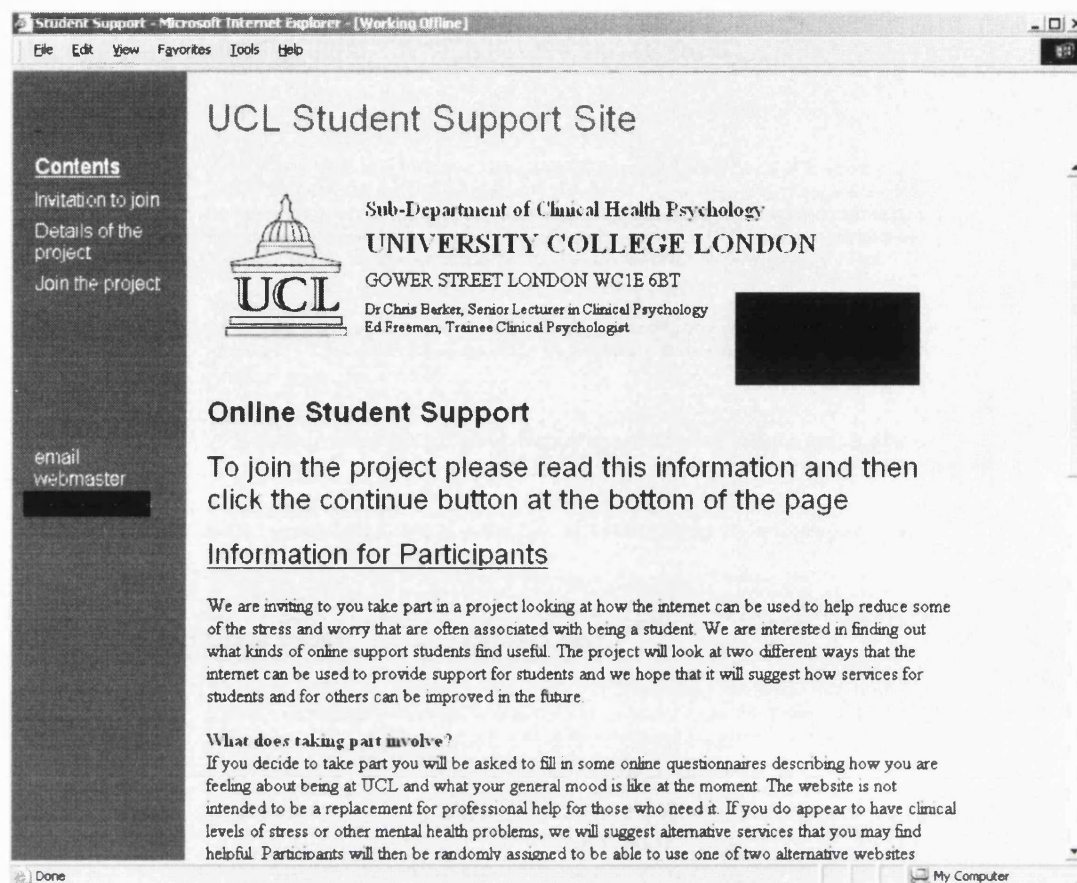 Student Support - Microsoft Internet Explorer - [Working Offline]
File Edit View Favorites Tools Help
UCL Student Support Site
Contents
Invitation to join
Details of the
project
Join the project
email
webmaster
Sub-Department of Clinical Health Psychology
UNIVERSITY COLLEGE LONDON
GOWER STREET LONDON WC1E 6BT
Dr Chris Barker, Senior Lecturer in Clinical Psychology
Ed Freeman, Trainee Clinical Psychologist
UCL
Online Student Support
To join the project please read this information and then
click the continue button at the bottom of the page
Information for Participants
We are inviting to you take part in a project looking at how the internet can be used to help reduce some
of the stress and worry that are often associated with being a student. We are interested in finding out
what kinds of online support students find useful. The project will look at two different ways that the
internet can be used to provide support for students and we hope that it will suggest how services for
students and for others can be improved in the future.
What does taking part involve?
If you decide to take part you will be asked to fill in some online questionnaires describing how you are
feeling about being at UCL and what your general mood is like at the moment. The website is not
intended to be a replacement for professional help for those who need it. If you do appear to have clinical
levels of stress or other mental health problems, we will suggest alternative services that you may find
helpful. Participants will then be randomly assigned to be able to use one of two alternative websites
Done
My Computer